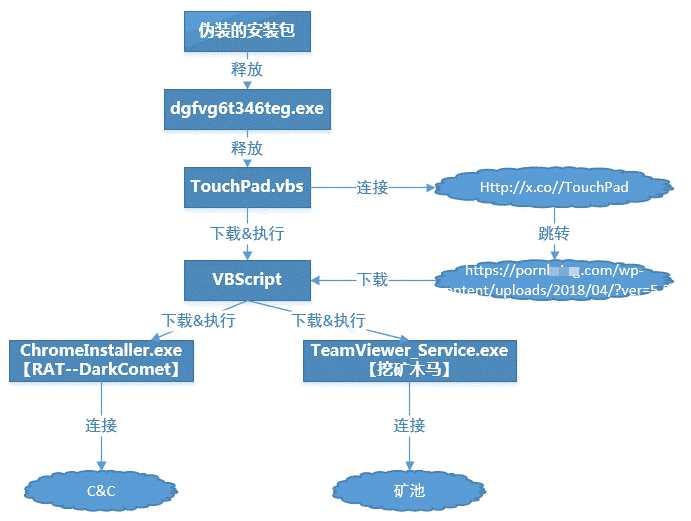 伪装的安装包
释放
dgfvg6t346teg.exe
释放
TouchPad.vbs
连接
Http://x.co//TouchPad
下载&执行
跳转
VBScript
下载
https://porn
ng.com/wp-
ontent/uploads/2018/04/?ver=5.
下载&执行
下载&执行
ChromeInstaller.exe
【RAT--DarkComet】
TeamViewer_Service.exe
【挖矿木马】
连接
连接
C&C
矿池